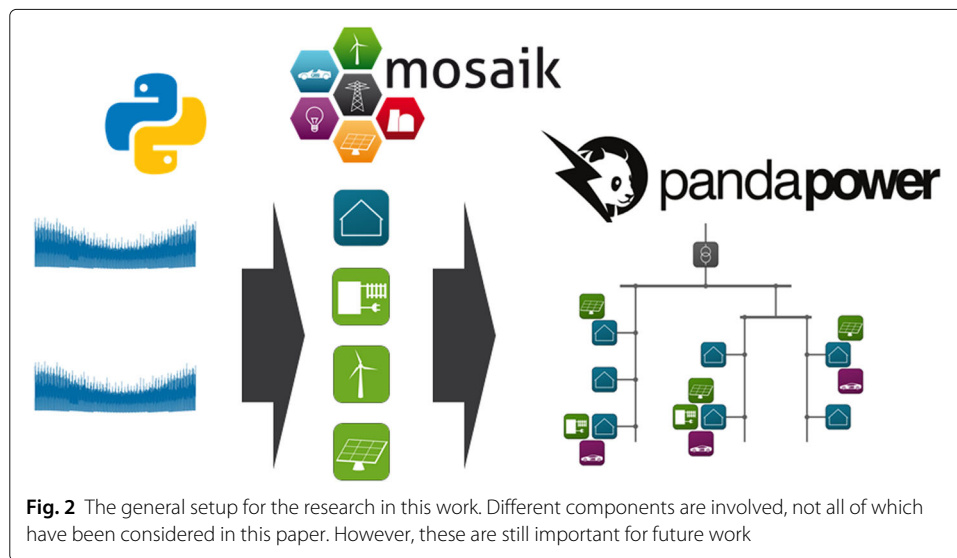 mosaik
pandapower
Fig. 2 The general setup for the research in this work. Different components are involved, not all of which
have been considered in this paper. However, these are still important for future work